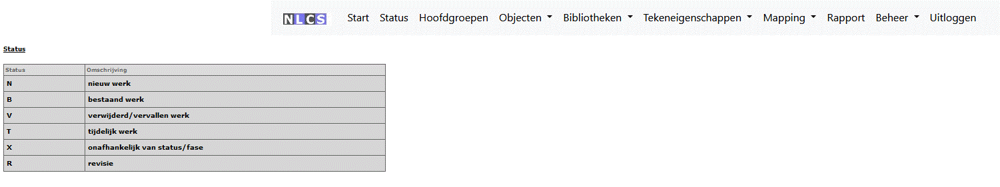 NLCS Start Status Hoofdgroepen Objecten Bibliotheken Tekeneigenschappen Mapping Rapport Beheer Uitloggen
Status
Status Omschrijving
N nieuw werk
B bestaand werk
V verwijderd/vervallen werk
T tijdelijk werk
X onafhankelijk van status/fase
R revisie